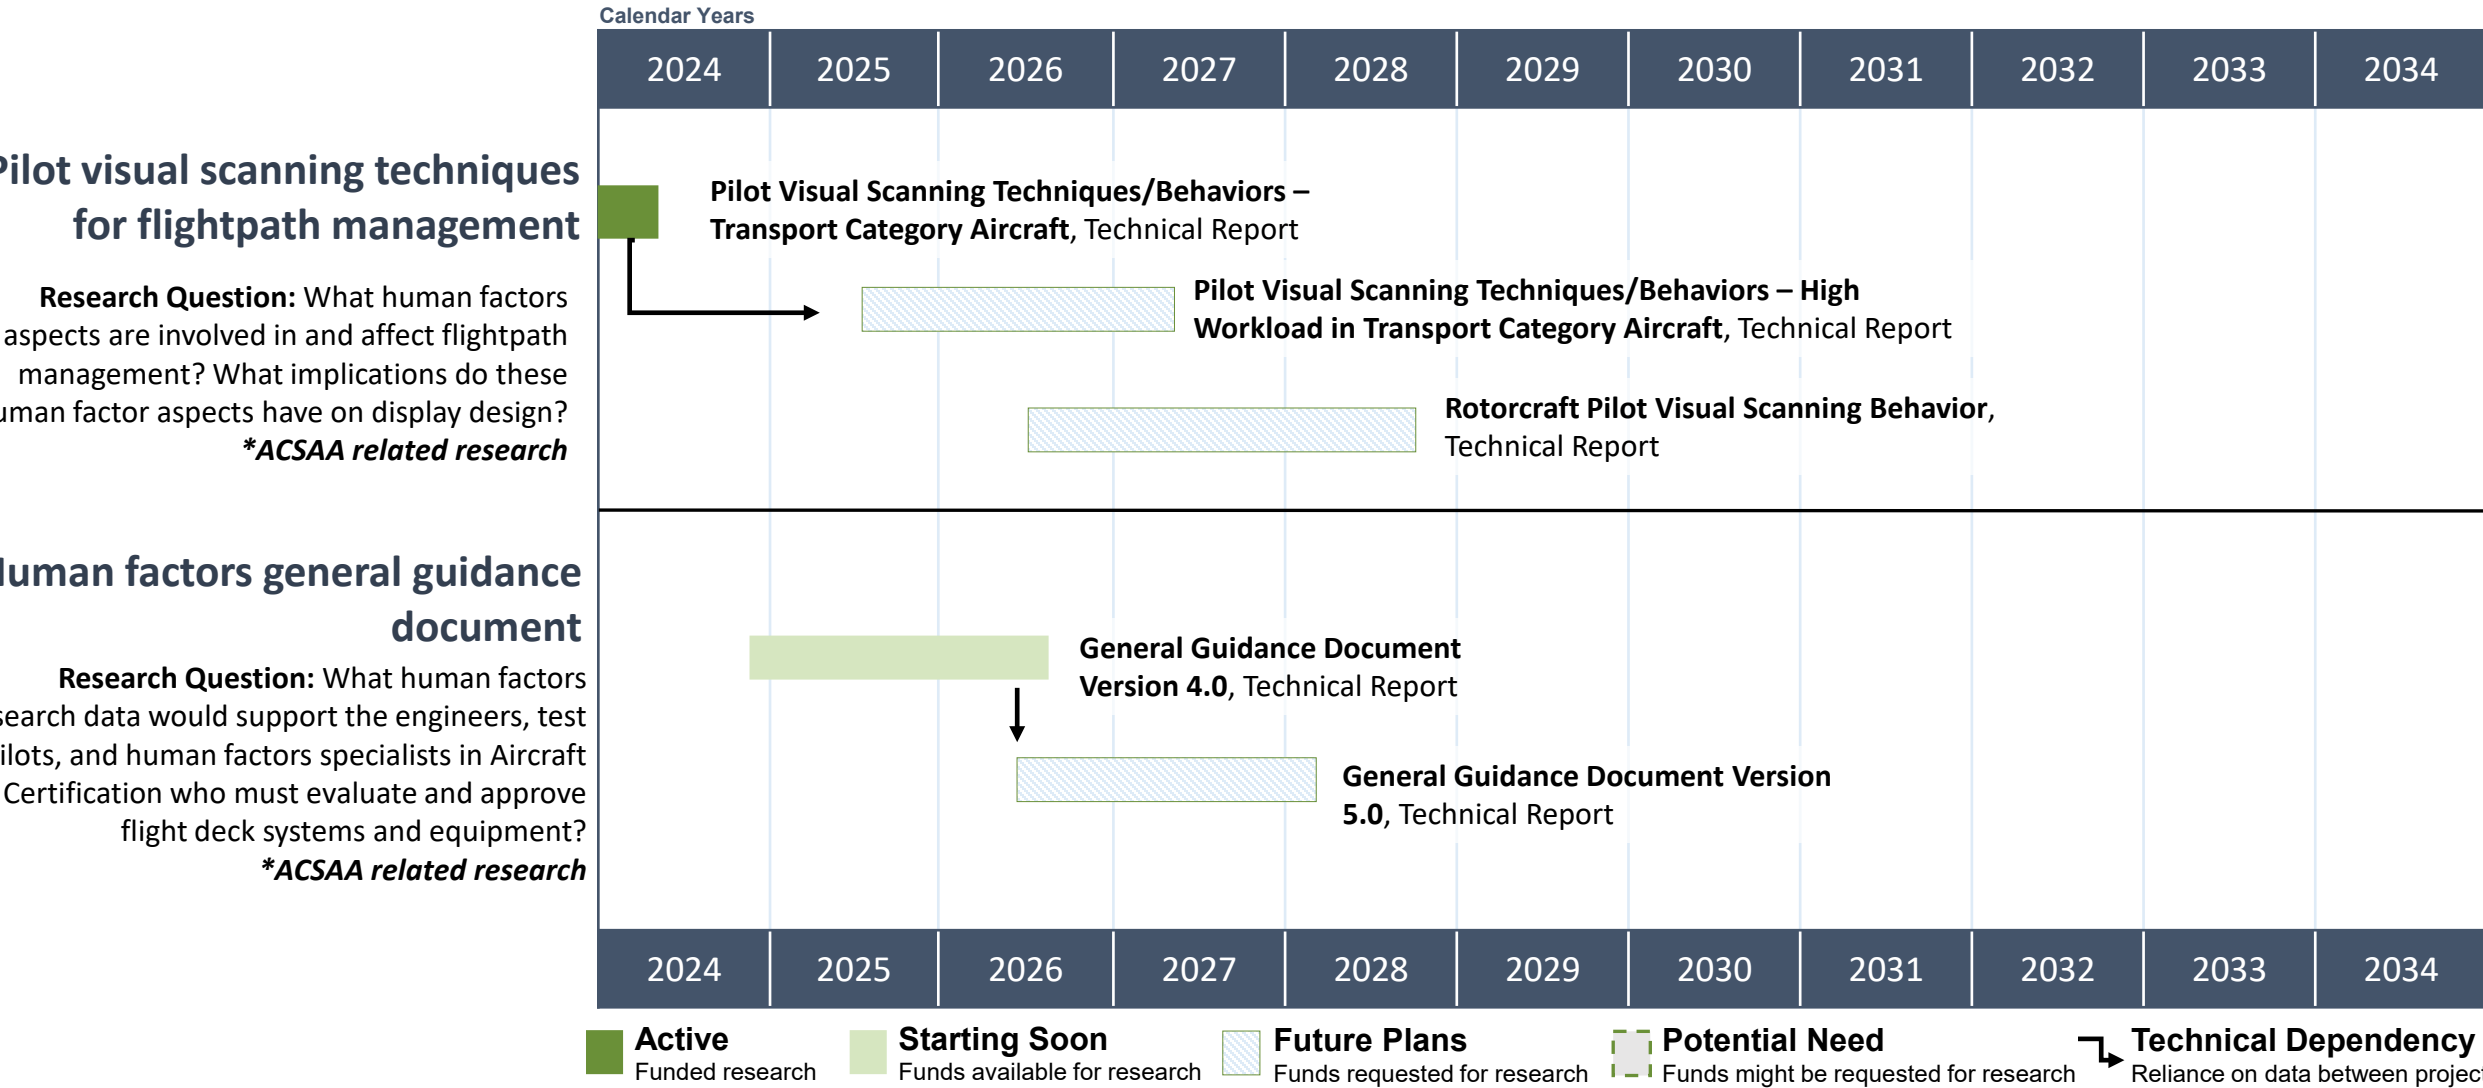 Calendar Years
2024 2025 2026 2027 2028 2029 2030 2031 2032 2033 2034
Pilot visual scanning techniques
for flightpath management
Research Question: What human factors
aspects are involved in and affect flightpath
management? What implications do these
uman factor aspects have on display design?
*ACSAA related research
Pilot Visual Scanning Techniques/Behaviors –
Transport Category Aircraft, Technical Report
Pilot Visual Scanning Techniques/Behaviors – High
Workload in Transport Category Aircraft, Technical Report
Rotorcraft Pilot Visual Scanning Behavior,
Technical Report
Human factors general guidance
document
Research Question: What human factors
search data would support the engineers, test
ilots, and human factors specialists in Aircraft
Certification who must evaluate and approve
flight deck systems and equipment?
*ACSAA related research
General Guidance Document
Version 4.0, Technical Report
General Guidance Document Version
5.0, Technical Report
2024 2025 2026 2027 2028 2029 2030 2031 2032 2033 2034
Active
Funded research
Starting Soon
Funds available for research
Future Plans
Funds requested for research
Potential Need
Funds might be requested for research
Technical Dependency
Reliance on data between project